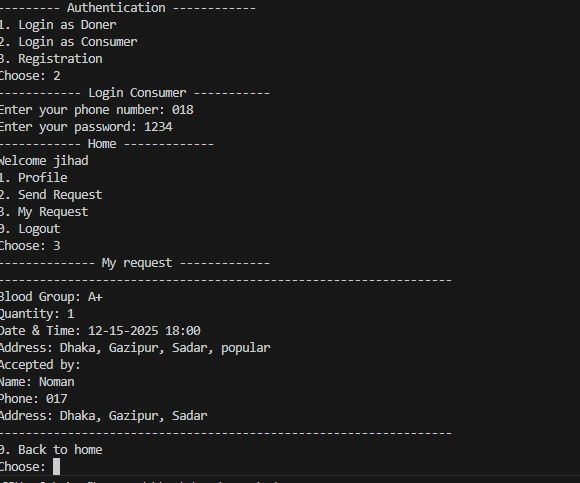 --------- Authentication ------------
1. Login as Doner
2. Login as Consumer
3. Registration
Choose: 2
------------ Login Consumer -----------
Enter your phone number: 018
Enter your password: 1234
------------ Home -------------
Welcome jihad
1. Profile
2. Send Request
3. My Request
0. Logout
Choose: 3
-------------- My request ------------
------------------------------------------------------------------
Blood Group: A+
Quantity: 1
Date & Time: 12-15-2025 18:00
Address: Dhaka, Gazipur, Sadar, popular
Accepted by:
Name: Noman
Phone: 017
Address: Dhaka, Gazipur, Sadar
------------------------------------------------------------------
0. Back to home
Choose: